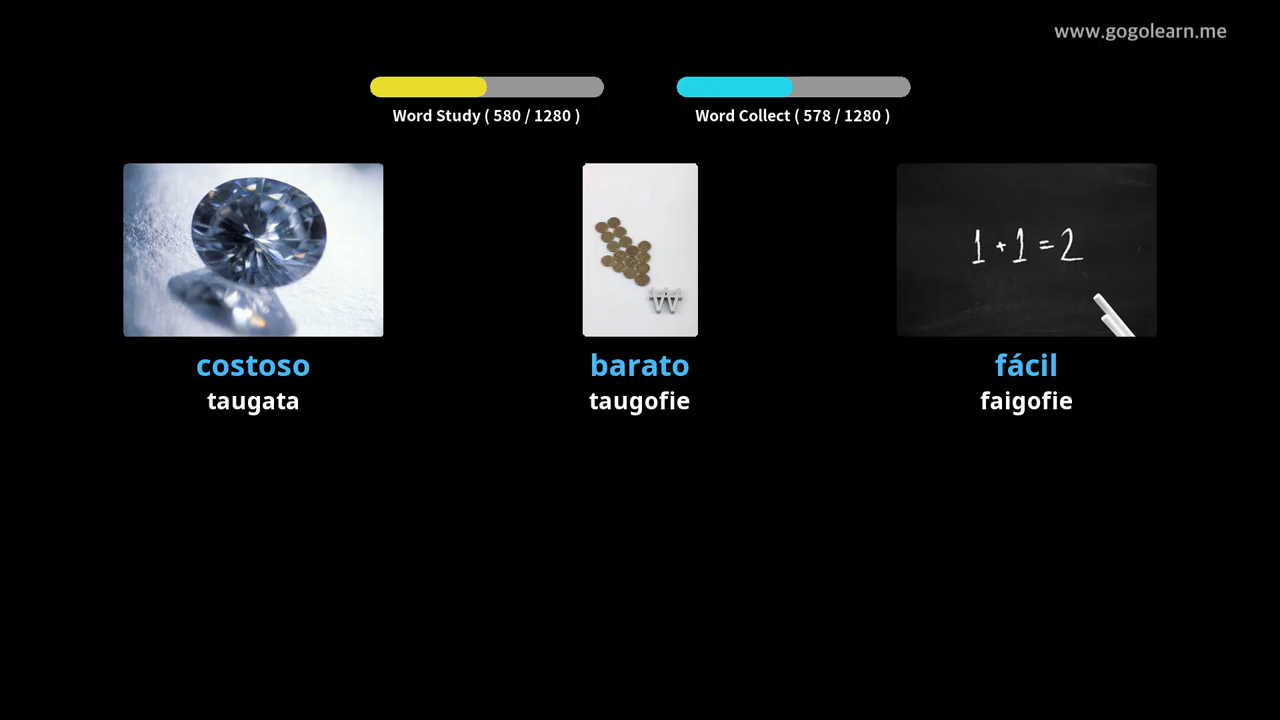 www.gogolearn.me
Word Study ( 580 / 1280 )
Word Collect ( 578 / 1280 )
1 + 1 = 2
₩
costoso
taugata
barato
taugofie
fácil
faigofie